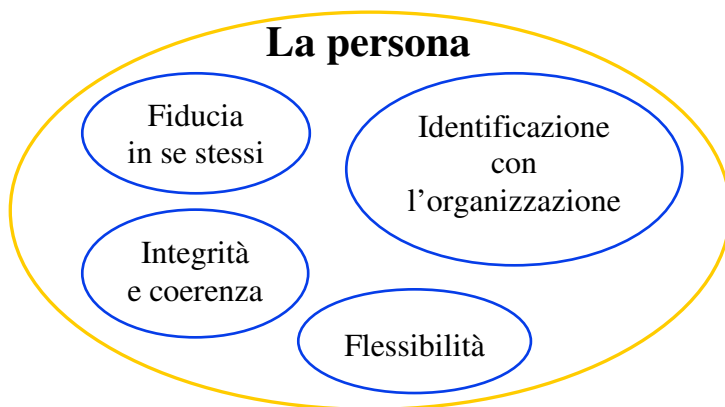 La persona
Fiducia
in se stessi
Identificazione
con
l’organizzazione
Integrità
e coerenza
Flessibilità